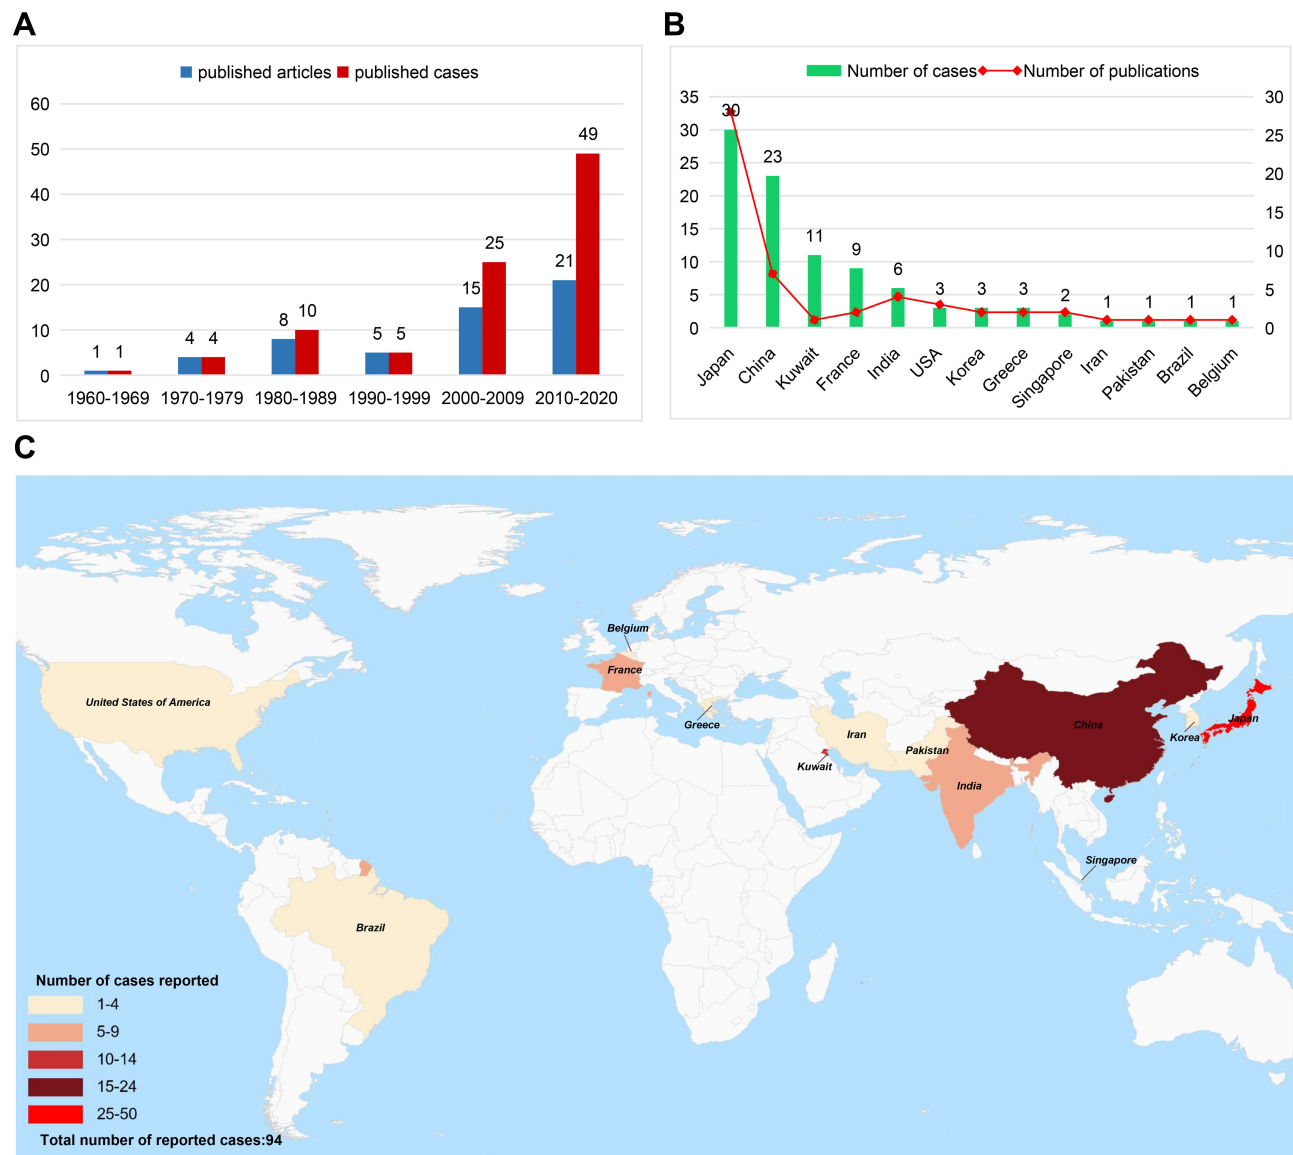 A
published articles published cases
60
50
40
30
20
10
0
1 1
4 4
8 10
5 5
15 25
21 49
1960-1969 1970-1979 1980-1989 1990-1999 2000-2009 2010-2020
B
Number of cases Number of publications
35
30
25
20
15
10
5
0
30 23 11 9 6 3 3 3 2 1 1 1 1
30
25
20
15
10
5
0
Japan China Kuwait France India USA Korea Greece Singapore Iran Pakistan Brazil Belgium
C
Belgium
France
United States of America
Greece
Iran
Pakistan
Kuwait
India
China
Japan
Korea
Singapore
Brazil
Number of cases reported
1-4
5-9
10-14
15-24
25-50
Total number of reported cases:94